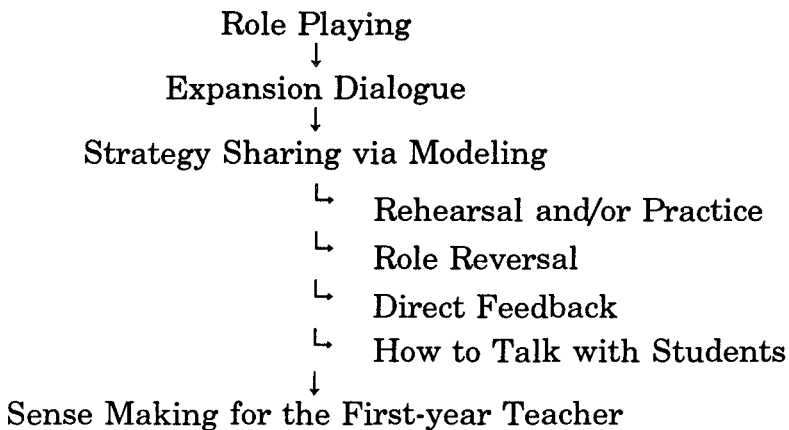 Role Playing
Expansion Dialogue
Strategy Sharing via Modeling
Rehearsal and/or Practice
Role Reversal
Direct Feedback
How to Talk with Students
Sense Making for the First-year Teacher